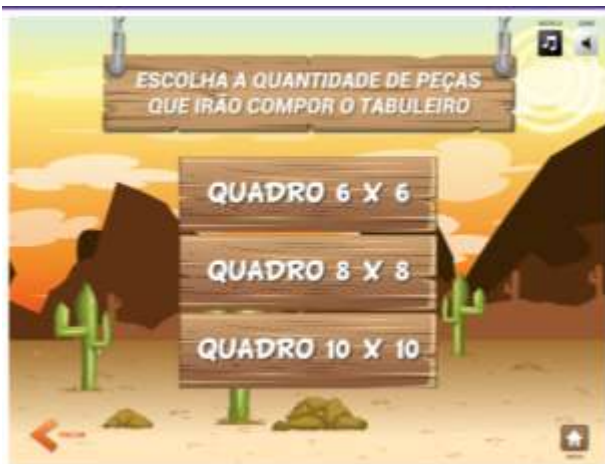 ESCOLHA A QUANTIDADE DE PEÇAS
QUE IRÃO COMPOR O TABULEIRO
QUADRO 6 X 6
QUADRO 8 X 8
QUADRO 10 X 10